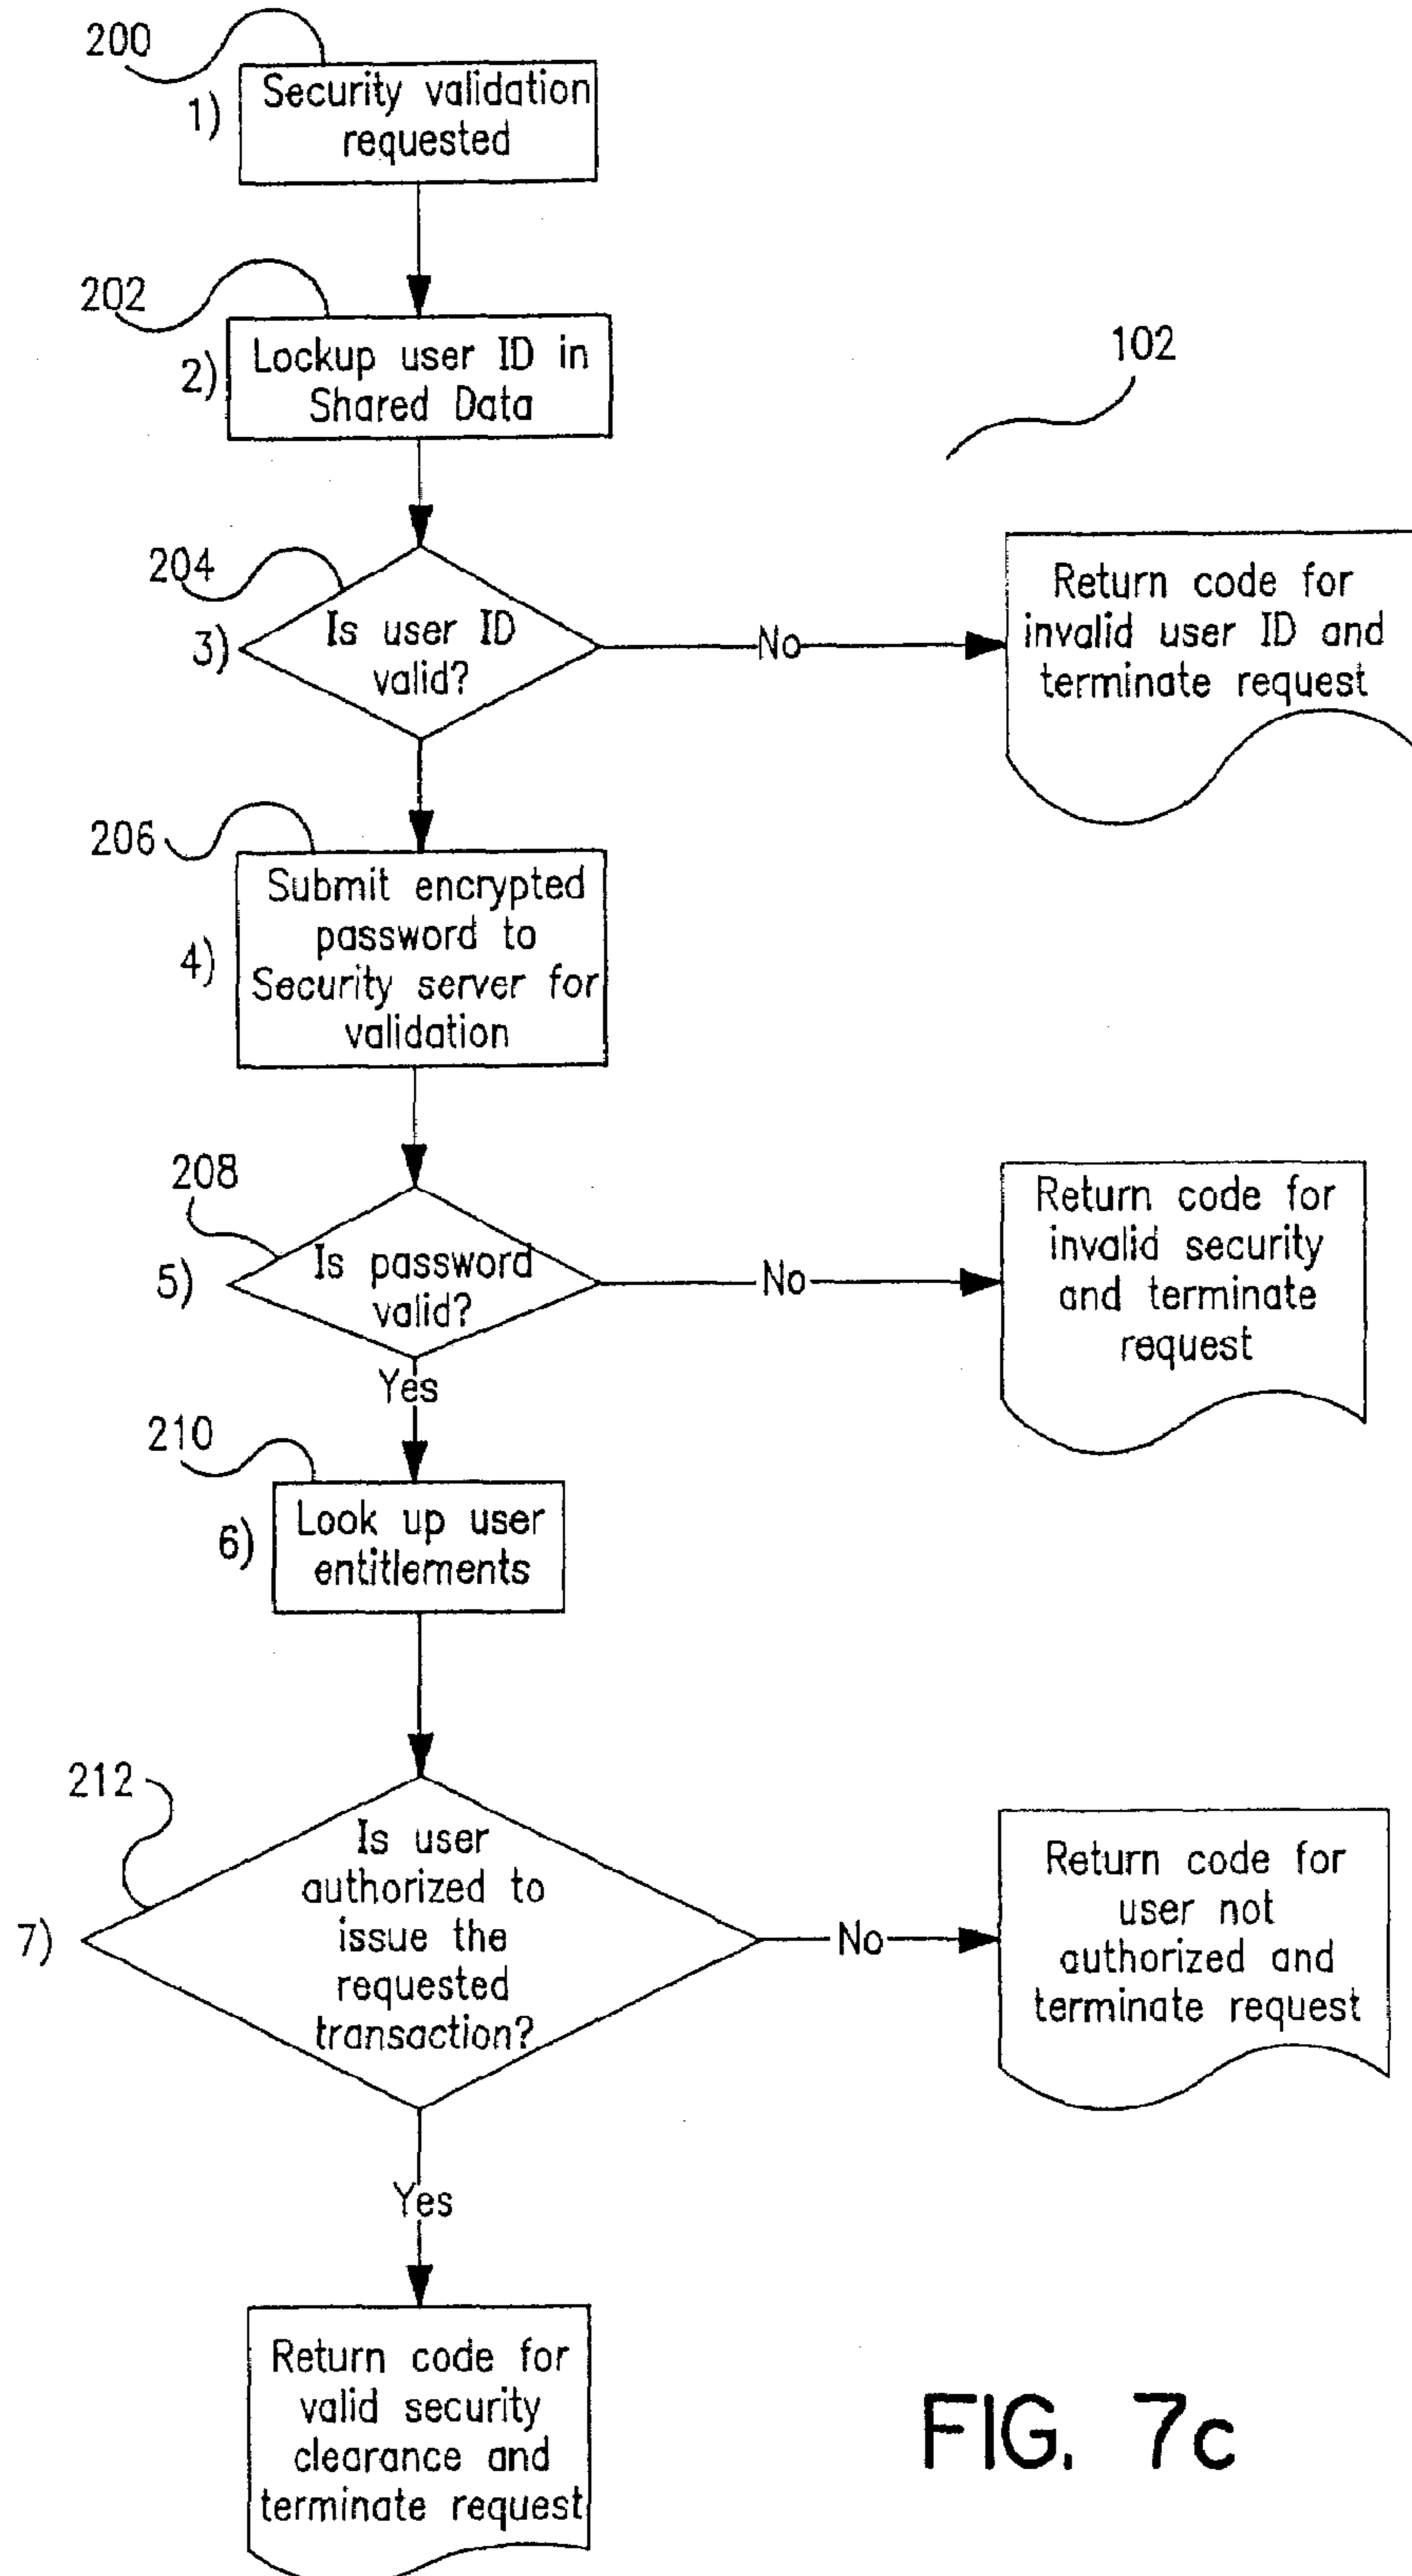 200
1)
Security validation
requested
202
2)
Lockup user ID in
Shared Data
102
204
3)
Is user ID
valid?
No
Return code for
invalid user ID and
terminate request
206
4)
Submit encrypted
password to
Security server for
validation
208
5)
Is password
valid?
No
Return code for
invalid security
and terminate
request
Yes
210
6)
Look up user
entitlements
212
7)
Is user
authorized to
issue the
requested
transaction?
No
Return code for
user not
authorized and
terminate request
Yes
Return code for
valid security
clearance and
terminate request
FIG. 7c